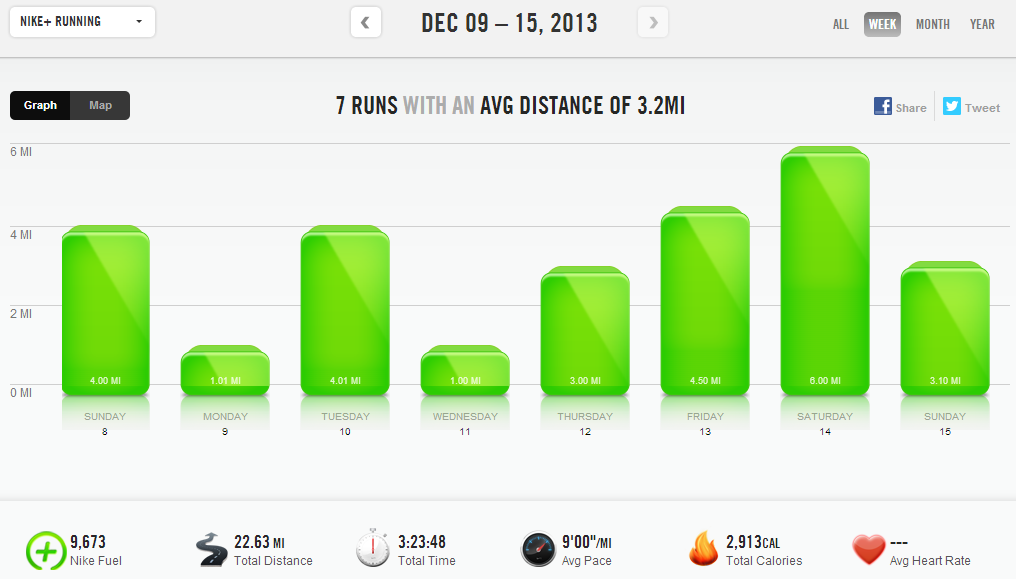 NIKE+ RUNNING
DEC 09 – 15, 2013
ALL WEEK MONTH YEAR
Graph Map
7 RUNS WITH AN AVG DISTANCE OF 3.2MI
Share Tweet
6 MI
4 MI
2 MI
0 MI
4.00 MI 1.01 MI 4.01 MI 1.00 MI 3.00 MI 4.50 MI 6.00 MI 3.10 MI
SUNDAY MONDAY TUESDAY WEDNESDAY THURSDAY FRIDAY SATURDAY SUNDAY
8 9 10 11 12 13 14 15
9,673 22.63 MI 3:23:48 9'00"/MI 2,913CAL ---
Nike Fuel Total Distance Total Time Avg Pace Total Calories Avg Heart Rate